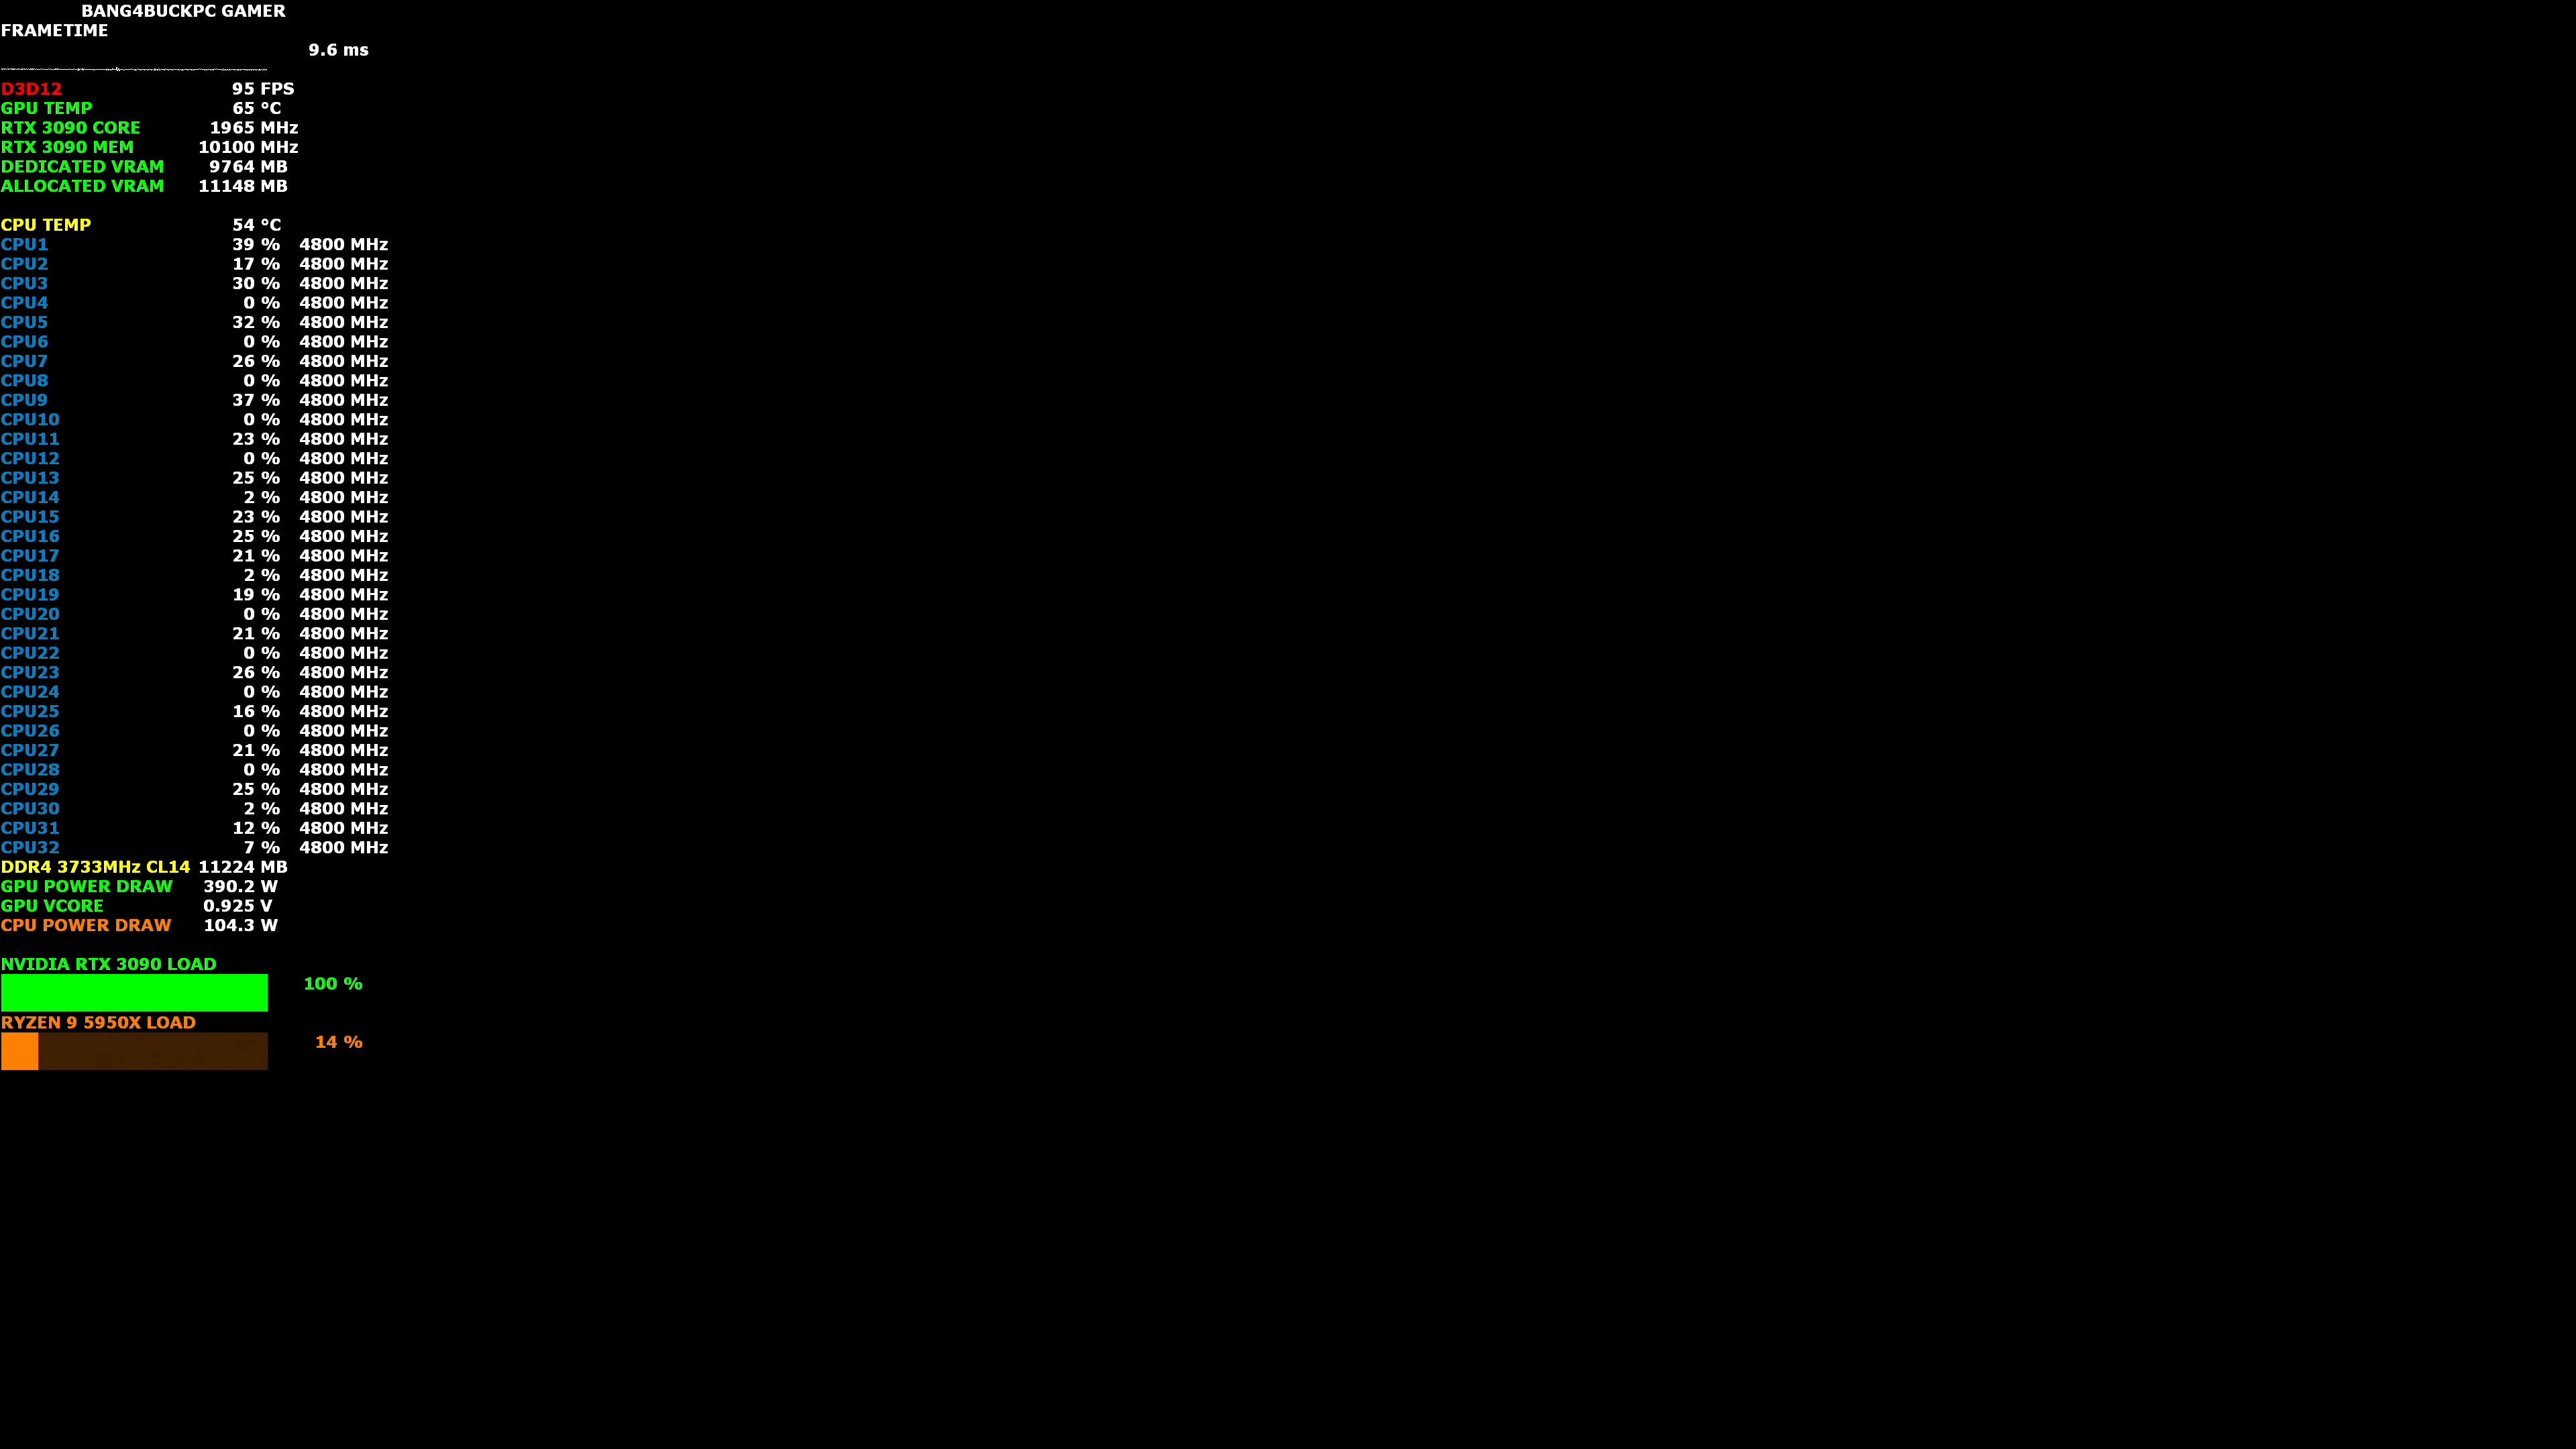 BANG4BUCKPC GAMER
FRAMETIME
9.6 ms
D3D12 95 FPS
GPU TEMP 65 °C
RTX 3090 CORE 1965 MHz
RTX 3090 MEM 10100 MHz
DEDICATED VRAM 9764 MB
ALLOCATED VRAM 11148 MB
CPU TEMP 54 °C
CPU1 39 % 4800 MHz
CPU2 17 % 4800 MHz
CPU3 30 % 4800 MHz
CPU4 0 % 4800 MHz
CPU5 32 % 4800 MHz
CPU6 0 % 4800 MHz
CPU7 26 % 4800 MHz
CPU8 0 % 4800 MHz
CPU9 37 % 4800 MHz
CPU10 0 % 4800 MHz
CPU11 23 % 4800 MHz
CPU12 0 % 4800 MHz
CPU13 25 % 4800 MHz
CPU14 2 % 4800 MHz
CPU15 23 % 4800 MHz
CPU16 25 % 4800 MHz
CPU17 21 % 4800 MHz
CPU18 2 % 4800 MHz
CPU19 19 % 4800 MHz
CPU20 0 % 4800 MHz
CPU21 21 % 4800 MHz
CPU22 0 % 4800 MHz
CPU23 26 % 4800 MHz
CPU24 0 % 4800 MHz
CPU25 16 % 4800 MHz
CPU26 0 % 4800 MHz
CPU27 21 % 4800 MHz
CPU28 0 % 4800 MHz
CPU29 25 % 4800 MHz
CPU30 2 % 4800 MHz
CPU31 12 % 4800 MHz
CPU32 7 % 4800 MHz
DDR4 3733MHz CL14 11224 MB
GPU POWER DRAW 390.2 W
GPU VCORE 0.925 V
CPU POWER DRAW 104.3 W
NVIDIA RTX 3090 LOAD
100 %
RYZEN 9 5950X LOAD
14 %